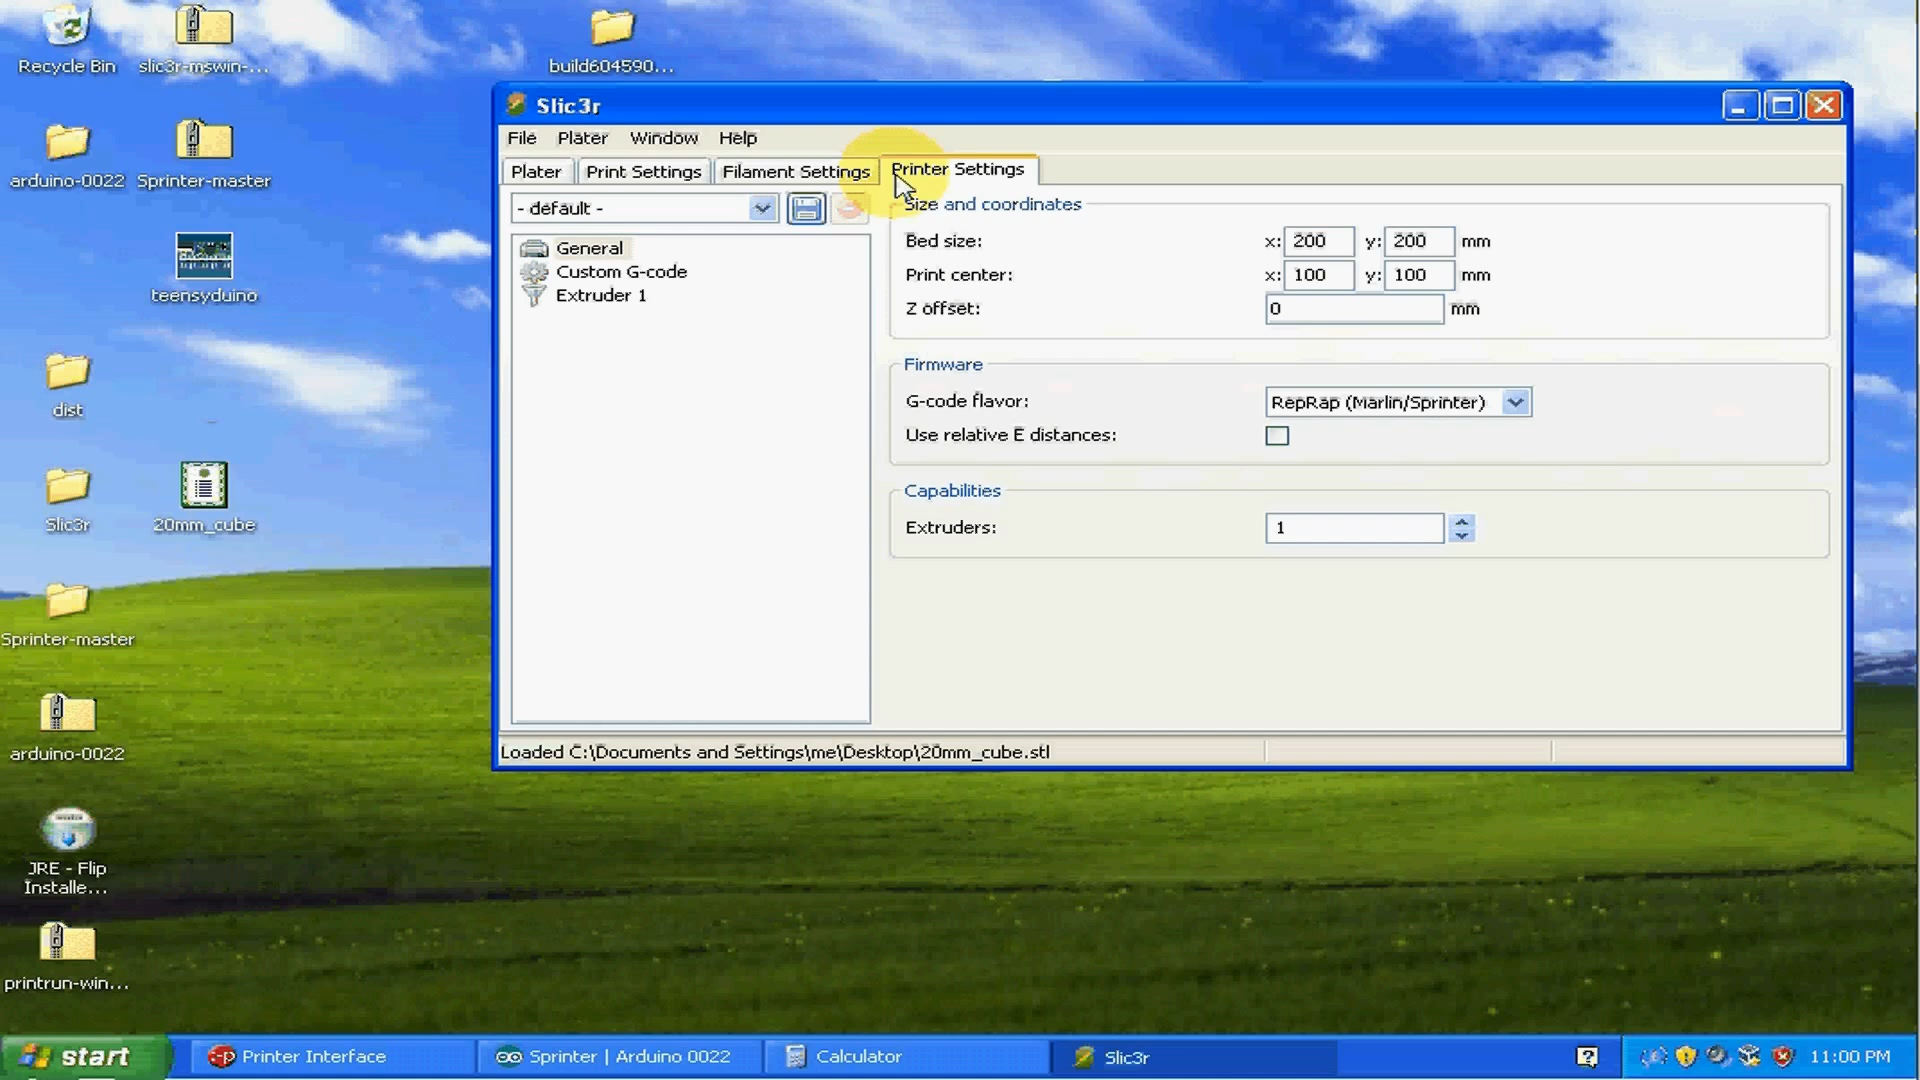 Recycle Bin
slic3r-mswin-...
build604590...
arduino-0022
Sprinter-master
teensyduino
dist
Slic3r
20mm_cube
Sprinter-master
arduino-0022
JRE - Flip
Installe...
printrun-win...
Slic3r
File Plater Window Help
Plater Print Settings Filament Settings Printer Settings
- default -
General
Custom G-code
Extruder 1
Size and coordinates
Bed size: x: 200 y: 200 mm
Print center: x: 100 y: 100 mm
Z offset: 0 mm
Firmware
G-code flavor: RepRap (Marlin/Sprinter)
Use relative E distances:
Capabilities
Extruders: 1
Loaded C:\Documents and Settings\me\Desktop\20mm_cube.stl
start Printer Interface Sprinter | Arduino 0022 Calculator Slic3r 11:00 PM